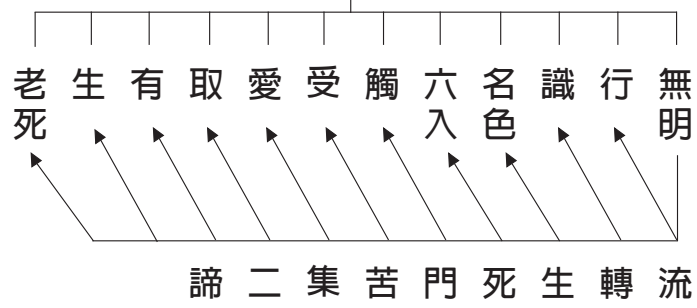 無明
行
識
名色
六入
觸
受
愛
取
有
生
老死
流轉生死門苦集二諦